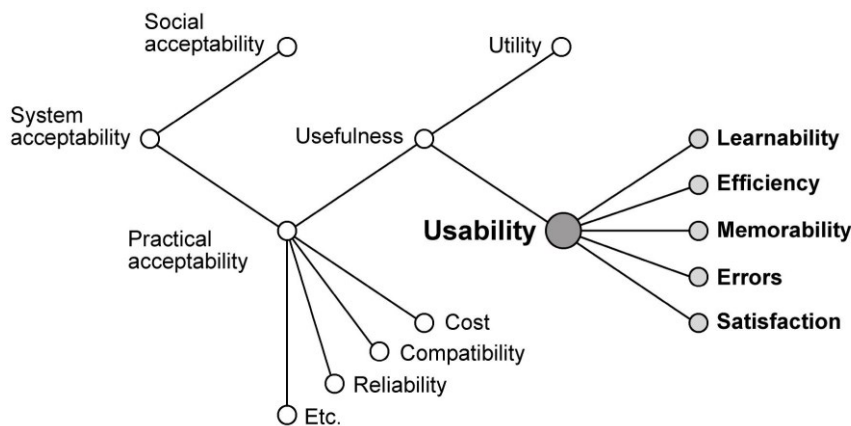 Social
acceptability
Utility
System
acceptability
Usefulness
Learnability
Efficiency
Practical
acceptability
Usability
Memorability
Errors
Cost
Satisfaction
Compatibility
Reliability
Etc.